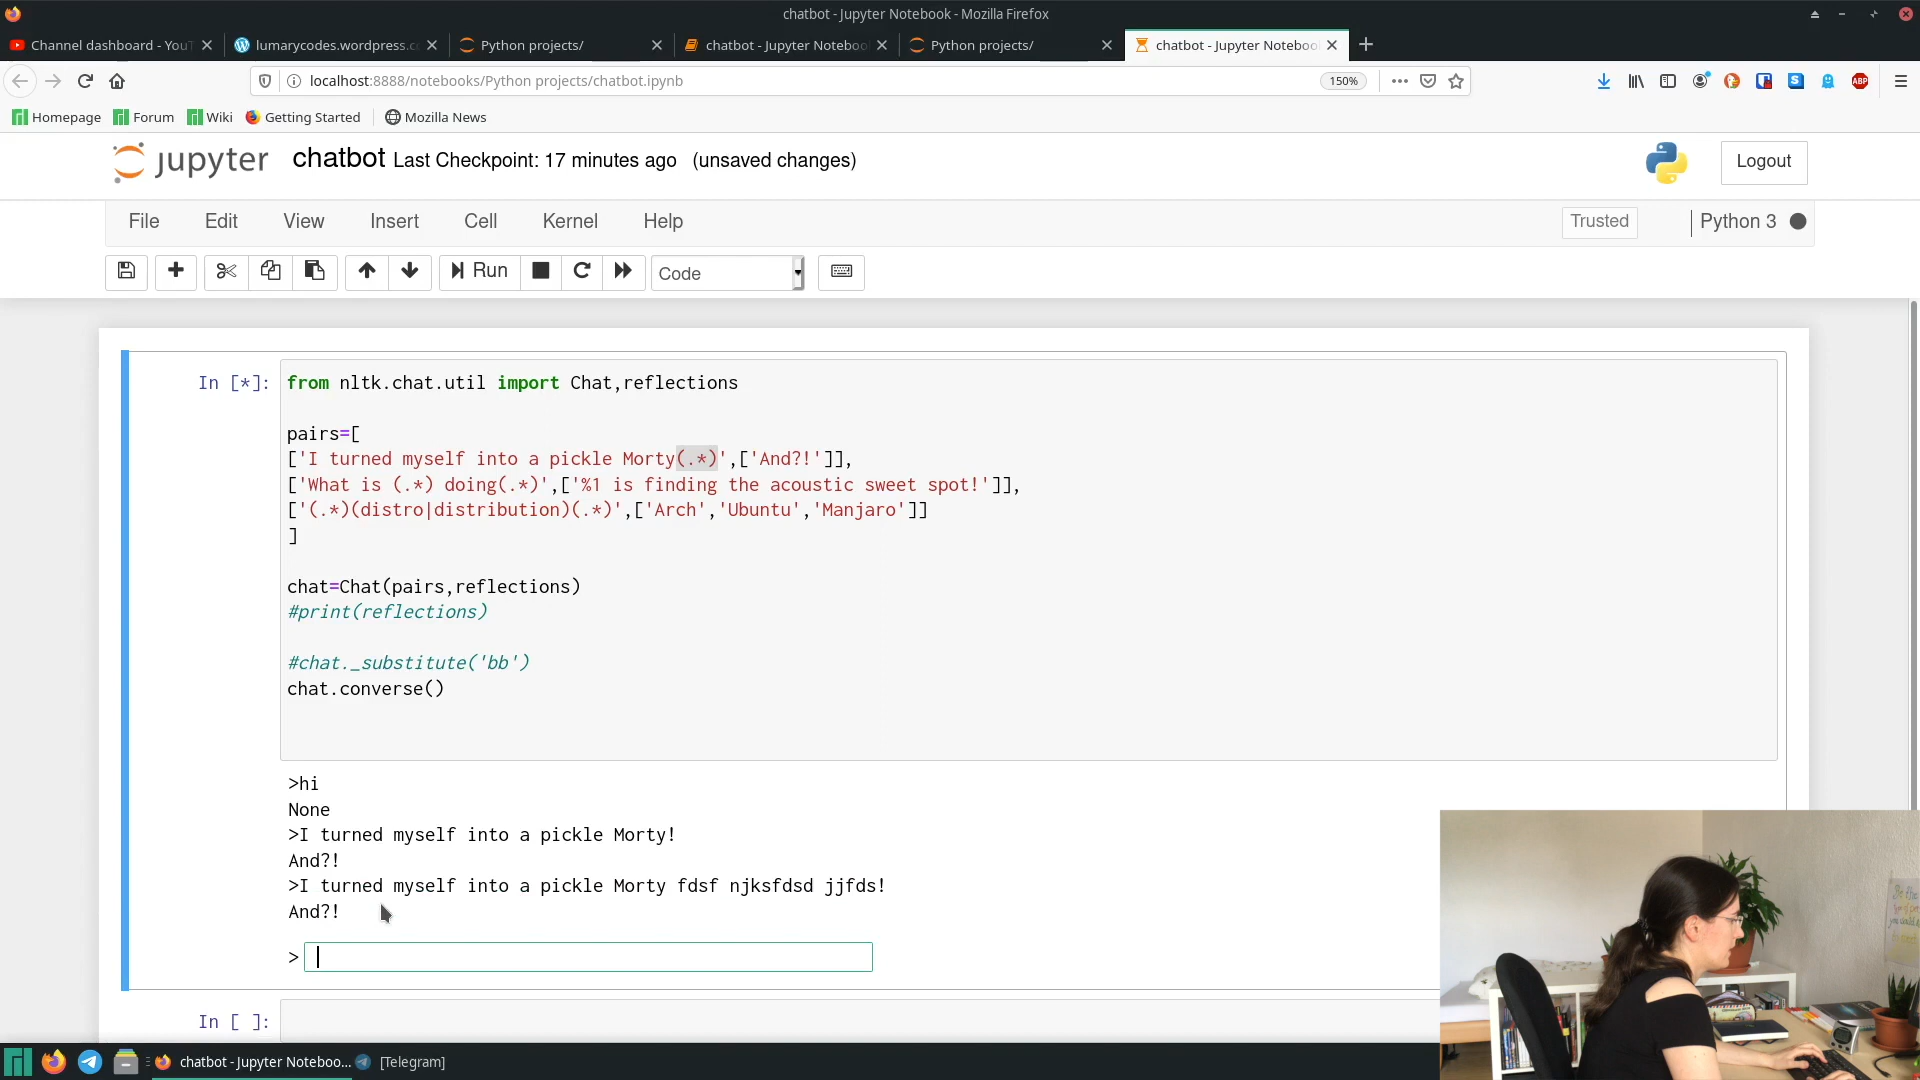 chatbot - Jupyter Notebook - Mozilla Firefox
Channel dashboard - You
lumarycodes.wordpress.c
Python projects/
chatbot - Jupyter Noteboo
Python projects/
chatbot - Jupyter Noteboo
localhost:8888/notebooks/Python projects/chatbot.ipynb
150%
S
ABP
Homepage
Forum
Wiki
Getting Started
Mozilla News
jupyter
chatbot Last Checkpoint: 17 minutes ago (unsaved changes)
Logout
File
Edit
View
Insert
Cell
Kernel
Help
Trusted
Python 3
Run
Code
In [*]:
from nltk.chat.util import Chat,reflections
pairs=[
['I turned myself into a pickle Morty(.*)',['And?!']],
['What is (.*) doing(.*)',['%1 is finding the acoustic sweet spot!']],
['(.*)(distro|distribution)(.*)',['Arch','Ubuntu','Manjaro']]
]
chat=Chat(pairs,reflections)
#print(reflections)
#chat._substitute('bb')
chat.converse()
>hi
None
>I turned myself into a pickle Morty!
And?!
>I turned myself into a pickle Morty fdsf njksfdsd jjfds!
And?!
>
In [ ]:
chatbot - Jupyter Noteboo...
[Telegram]